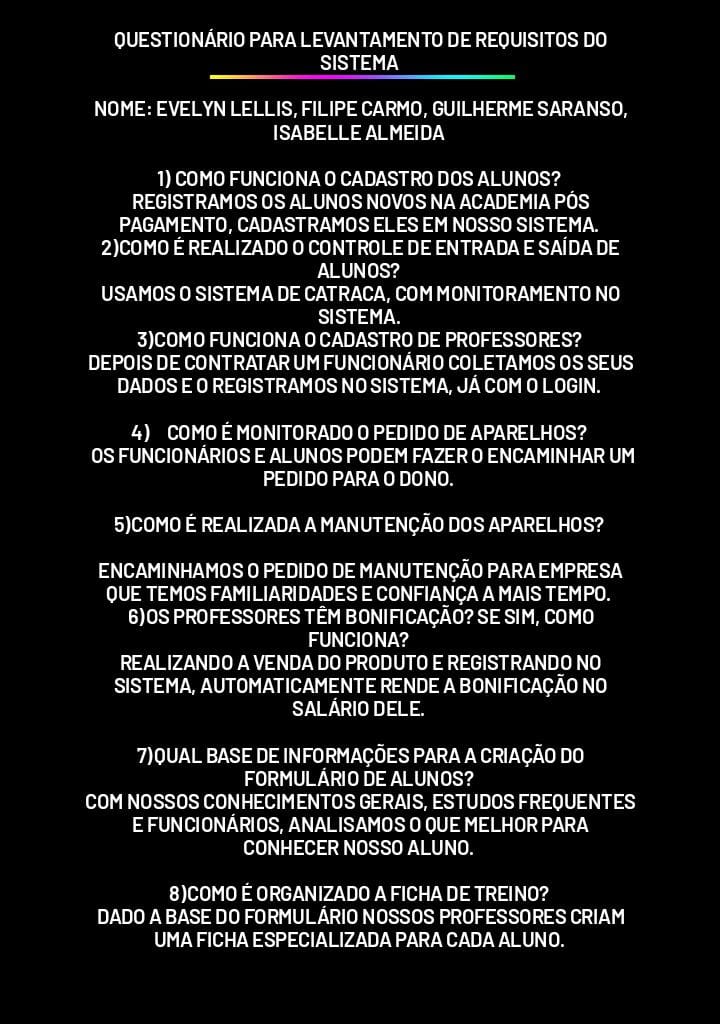 QUESTIONÁRIO PARA LEVANTAMENTO DE REQUISITOS DO
SISTEMA
NOME: EVELYN LELLIS, FILIPE CARMO, GUILHERME SARANSO,
ISABELLE ALMEIDA
1) COMO FUNCIONA O CADASTRO DOS ALUNOS?
REGISTRAMOS OS ALUNOS NOVOS NA ACADEMIA PÓS
PAGAMENTO, CADASTRAMOS ELES EM NOSSO SISTEMA.
2)COMO É REALIZADO O CONTROLE DE ENTRADA E SAÍDA DE
ALUNOS?
USAMOS O SISTEMA DE CATRACA, COM MONITORAMENTO NO
SISTEMA.
3)COMO FUNCIONA O CADASTRO DE PROFESSORES?
DEPOIS DE CONTRATAR UM FUNCIONÁRIO COLETAMOS OS SEUS
DADOS E O REGISTRAMOS NO SISTEMA, JÁ COM O LOGIN.
4) COMO É MONITORADO O PEDIDO DE APARELHOS?
OS FUNCIONÁRIOS E ALUNOS PODEM FAZER O ENCAMINHAR UM
PEDIDO PARA O DONO.
5)COMO É REALIZADA A MANUTENÇÃO DOS APARELHOS?
ENCAMINHAMOS O PEDIDO DE MANUTENÇÃO PARA EMPRESA
QUE TEMOS FAMILIARIDADES E CONFIANÇA A MAIS TEMPO.
6)OS PROFESSORES TÊM BONIFICAÇÃO? SE SIM, COMO
FUNCIONA?
REALIZANDO A VENDA DO PRODUTO E REGISTRANDO NO
SISTEMA, AUTOMATICAMENTE RENDE A BONIFICAÇÃO NO
SALÁRIO DELE.
7)QUAL BASE DE INFORMAÇÕES PARA A CRIAÇÃO DO
FORMULÁRIO DE ALUNOS?
COM NOSSOS CONHECIMENTOS GERAIS, ESTUDOS FREQUENTES
E FUNCIONÁRIOS, ANALISAMOS O QUE MELHOR PARA
CONHECER NOSSO ALUNO.
8)COMO É ORGANIZADO A FICHA DE TREINO?
DADO A BASE DO FORMULÁRIO NOSSOS PROFESSORES CRIAM
UMA FICHA ESPECIALIZADA PARA CADA ALUNO.